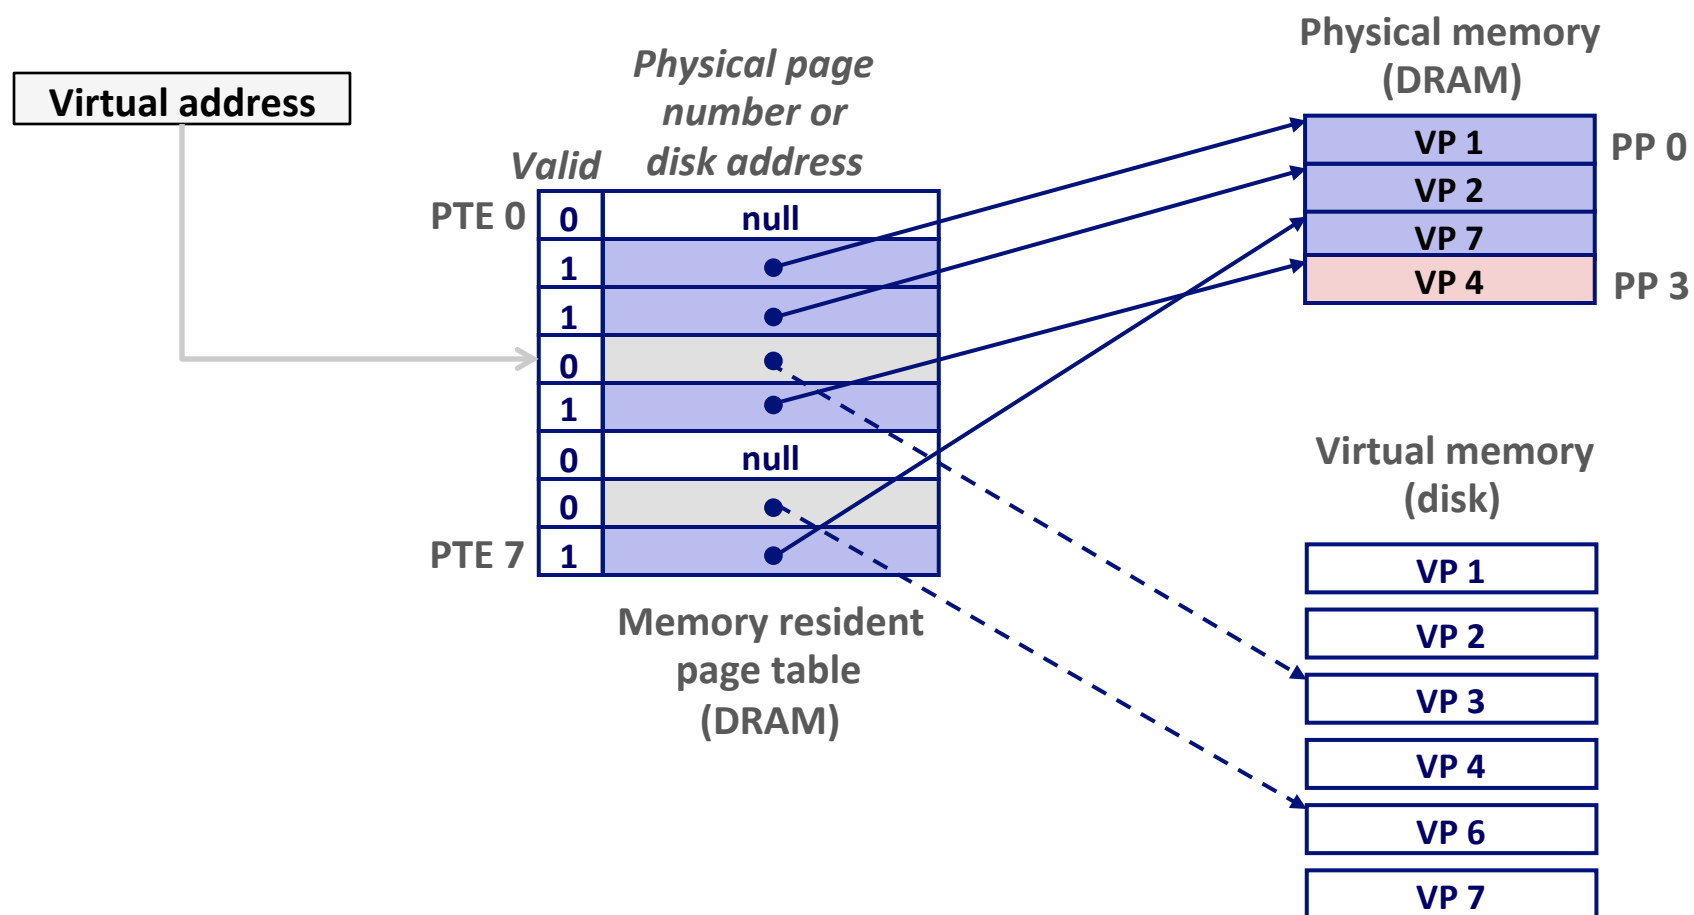 Virtual address
Physical page
number or
disk address
Valid
PTE 0
0
null
1
1
0
1
0
null
0
PTE 7
1
Memory resident
page table
(DRAM)
Physical memory
(DRAM)
VP 1
PP 0
VP 2
VP 7
VP 4
PP 3
Virtual memory
(disk)
VP 1
VP 2
VP 3
VP 4
VP 6
VP 7